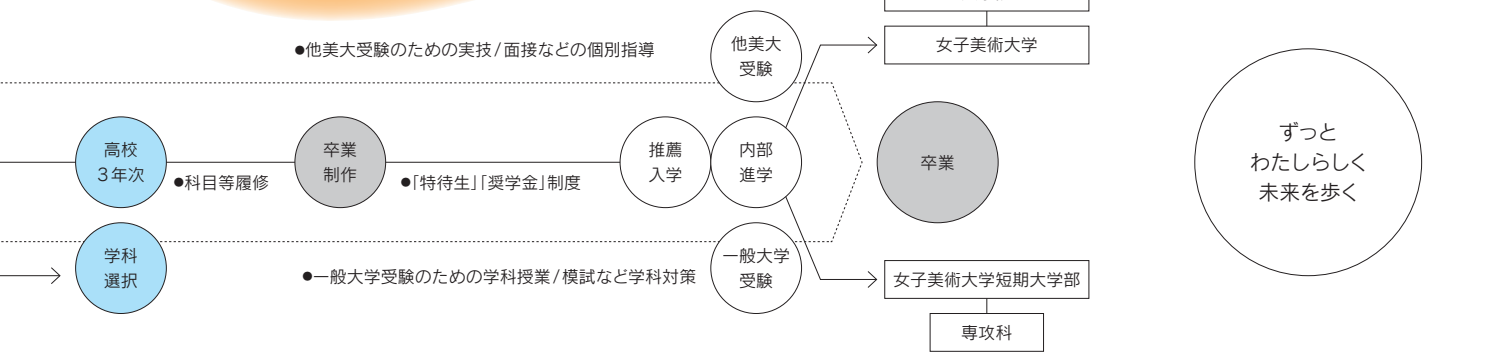 ●他美大受験のための実技/面接などの個別指導
他美大
受験
女子美術大学
高校
3年次
●科目等履修
卒業
制作
●「特待生」「奨学金」制度
推薦
入学
内部
進学
卒業
ずっと
わたしらしく
未来を歩く
学科
選択
●一般大学受験のための学科授業/模試など学科対策
一般大学
受験
女子美術大学短期大学部
専攻科